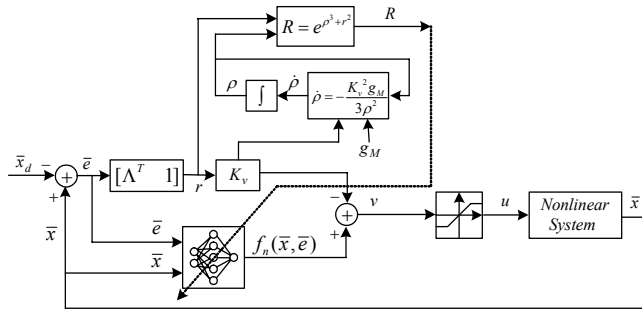 R = e^{ρ^3+r^2}
R
ρ
∫
ρ̇
ρ̇ = −K_v^2 g_M / 3ρ^2
g_M
x̄_d
−
+
+
ē
[Λ^T 1]
r
K_v
x̄
ē
x̄
f_n(x̄, ē)
−
+
+
v
u
Nonlinear
System
x̄